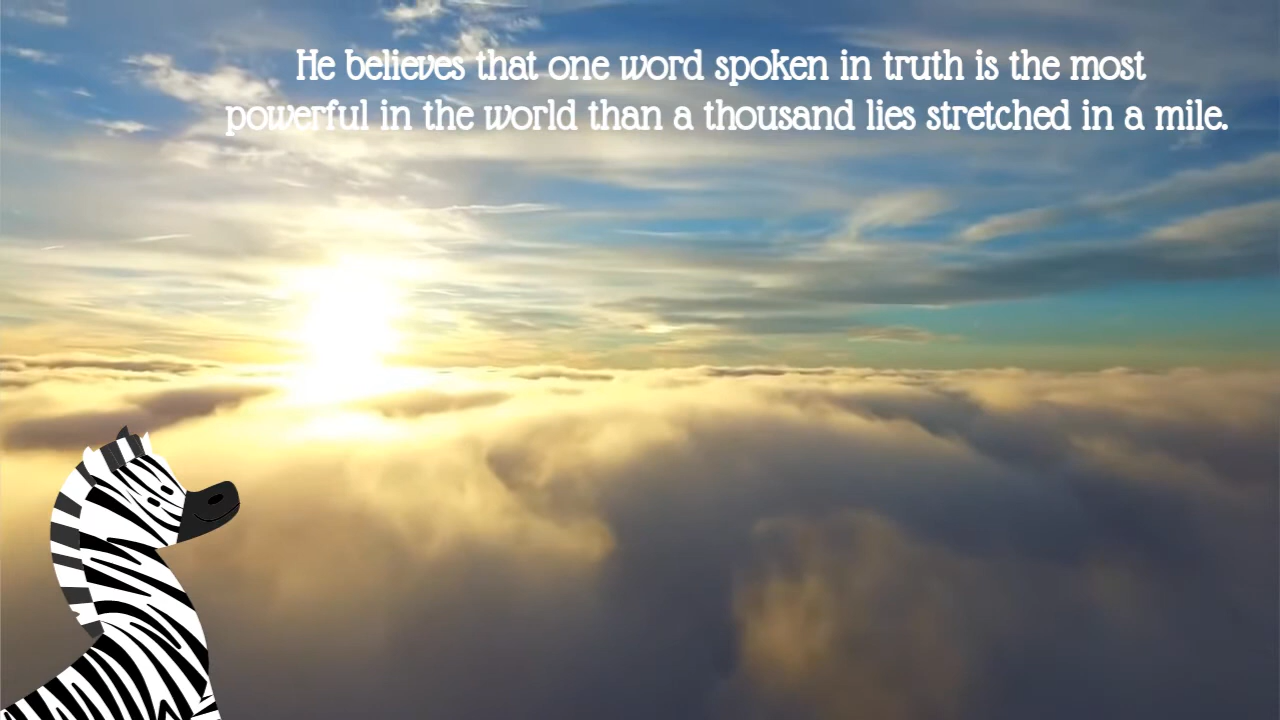 He believes that one word spoken in truth is the most
powerful in the world than a thousand lies stretched in a mile.